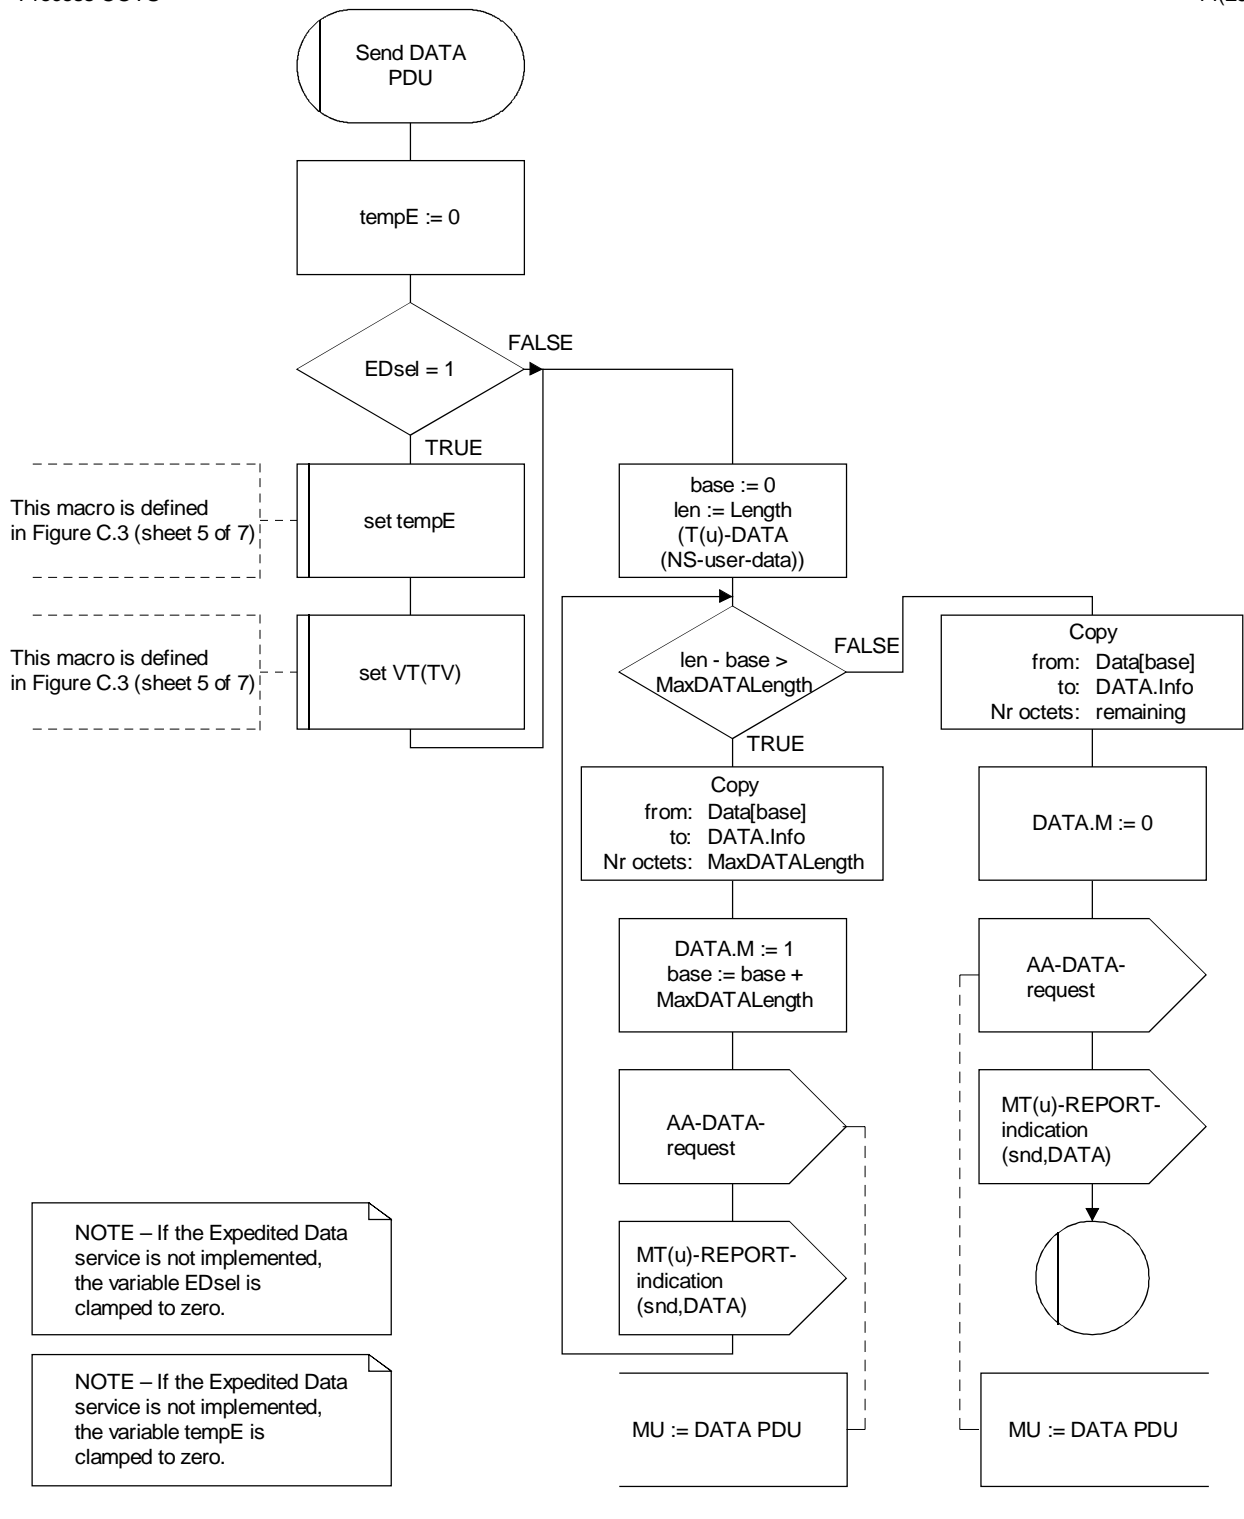 Send DATA
PDU
tempE := 0
EDsel = 1
FALSE
TRUE
This macro is defined
in Figure C.3 (sheet 5 of 7)
set tempE
This macro is defined
in Figure C.3 (sheet 5 of 7)
set VT(TV)
base := 0
len := Length
(T(u)-DATA
(NS-user-data))
len - base >
MaxDATALength
FALSE
TRUE
Copy
from: Data[base]
to: DATA.Info
Nr octets: MaxDATALength
DATA.M := 1
base := base +
MaxDATALength
AA-DATA-
request
MT(u)-REPORT-
indication
(snd,DATA)
MU := DATA PDU
Copy
from: Data[base]
to: DATA.Info
Nr octets: remaining
DATA.M := 0
AA-DATA-
request
MT(u)-REPORT-
indication
(snd,DATA)
MU := DATA PDU
NOTE – If the Expedited Data
service is not implemented,
the variable EDsel is
clamped to zero.
NOTE – If the Expedited Data
service is not implemented,
the variable tempE is
clamped to zero.